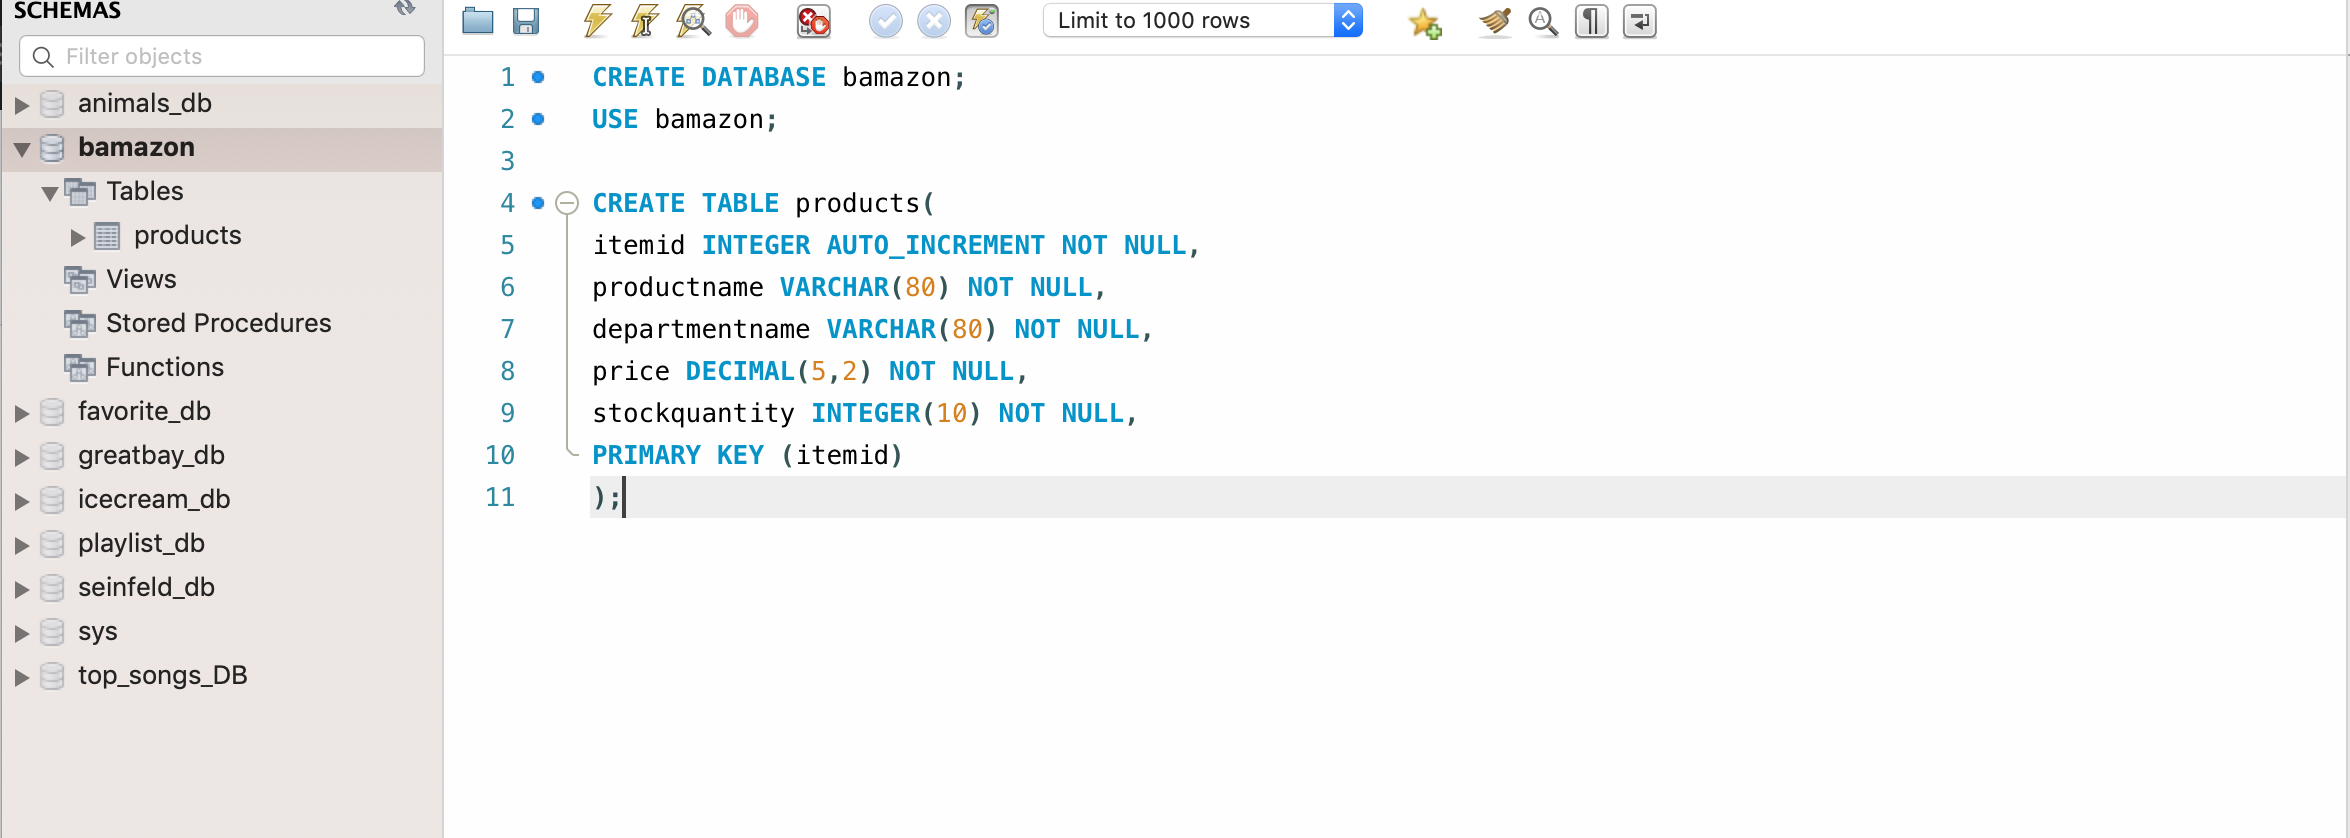 SCHEMAS
Filter objects
animals_db
bamazon
Tables
products
Views
Stored Procedures
Functions
favorite_db
greatbay_db
icecream_db
playlist_db
seinfeld_db
sys
top_songs_DB
Limit to 1000 rows
1 CREATE DATABASE bamazon;
2 USE bamazon;
3
4 CREATE TABLE products(
5 itemid INTEGER AUTO_INCREMENT NOT NULL,
6 productname VARCHAR(80) NOT NULL,
7 departmentname VARCHAR(80) NOT NULL,
8 price DECIMAL(5,2) NOT NULL,
9 stockquantity INTEGER(10) NOT NULL,
10 PRIMARY KEY (itemid)
11 );